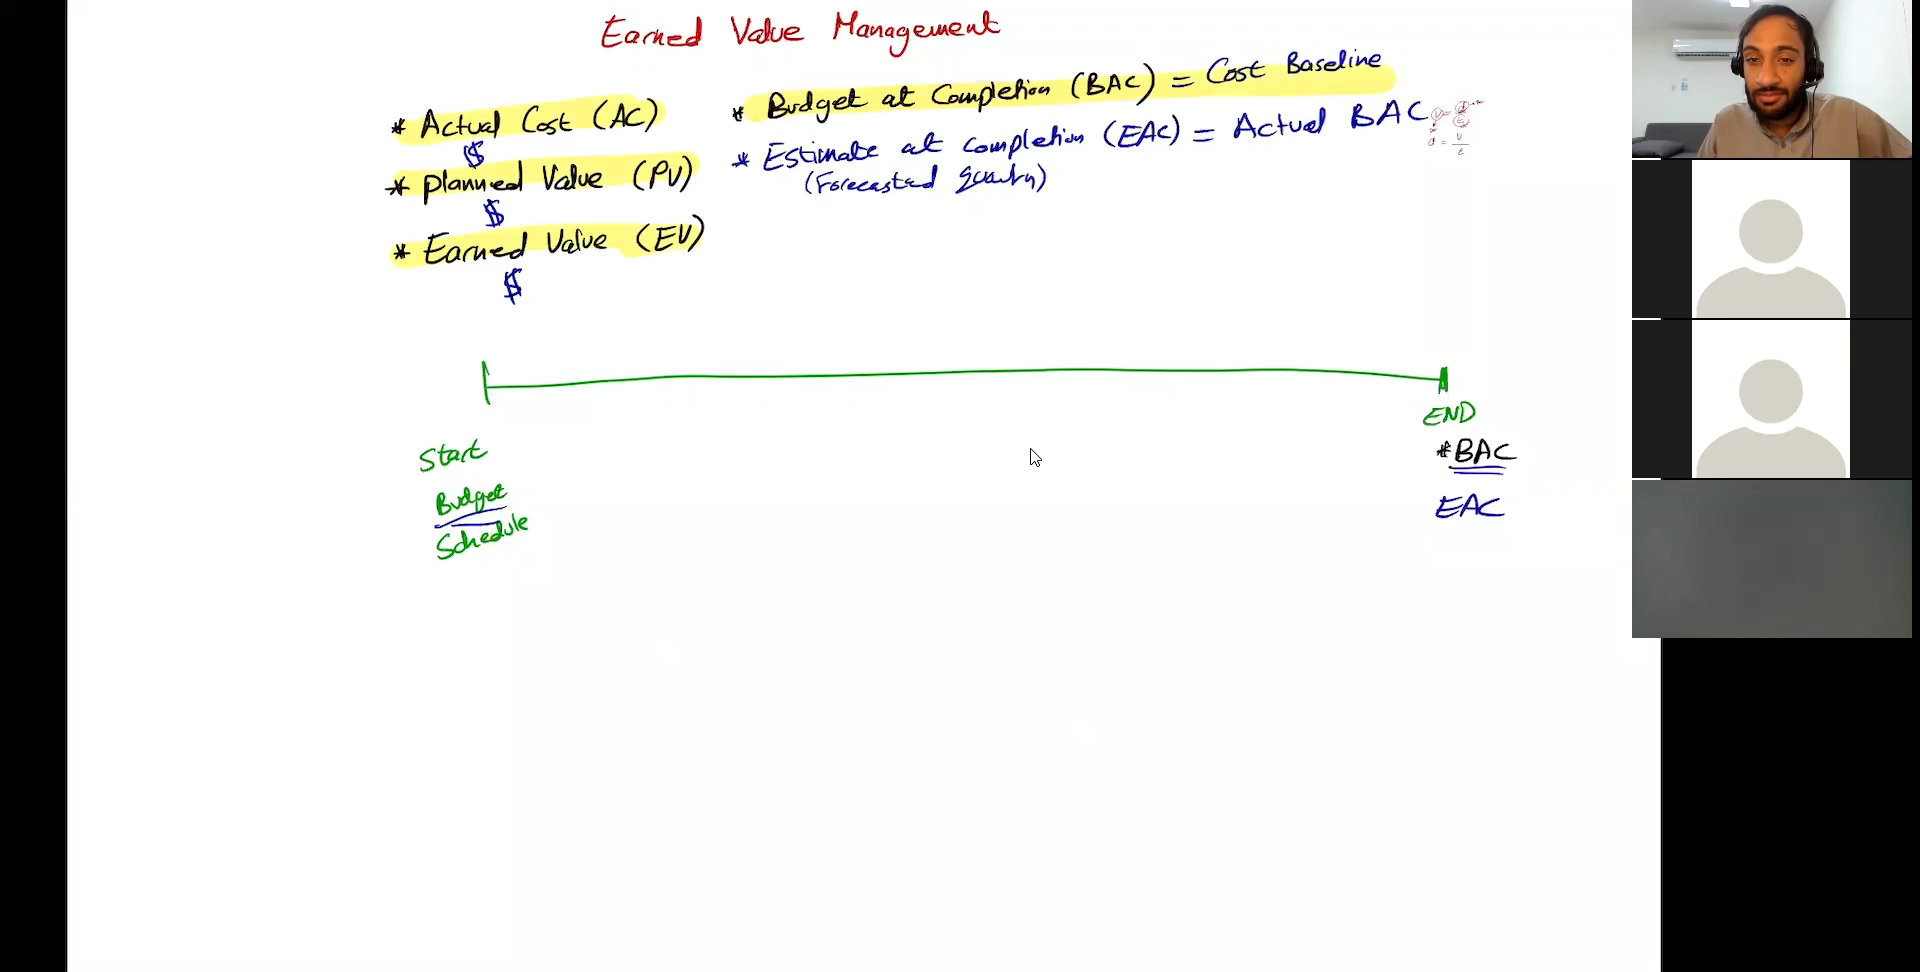 Earned Value Management
* Actual Cost (AC)
$
* Planned Value (PV)
$
* Earned Value (EV)
$
* Budget at Completion (BAC) = Cost Baseline
* Estimate at completion (EAC) = Actual BAC
(Forecasted
Start
Budget
Schedule
END
*BAC
EAC